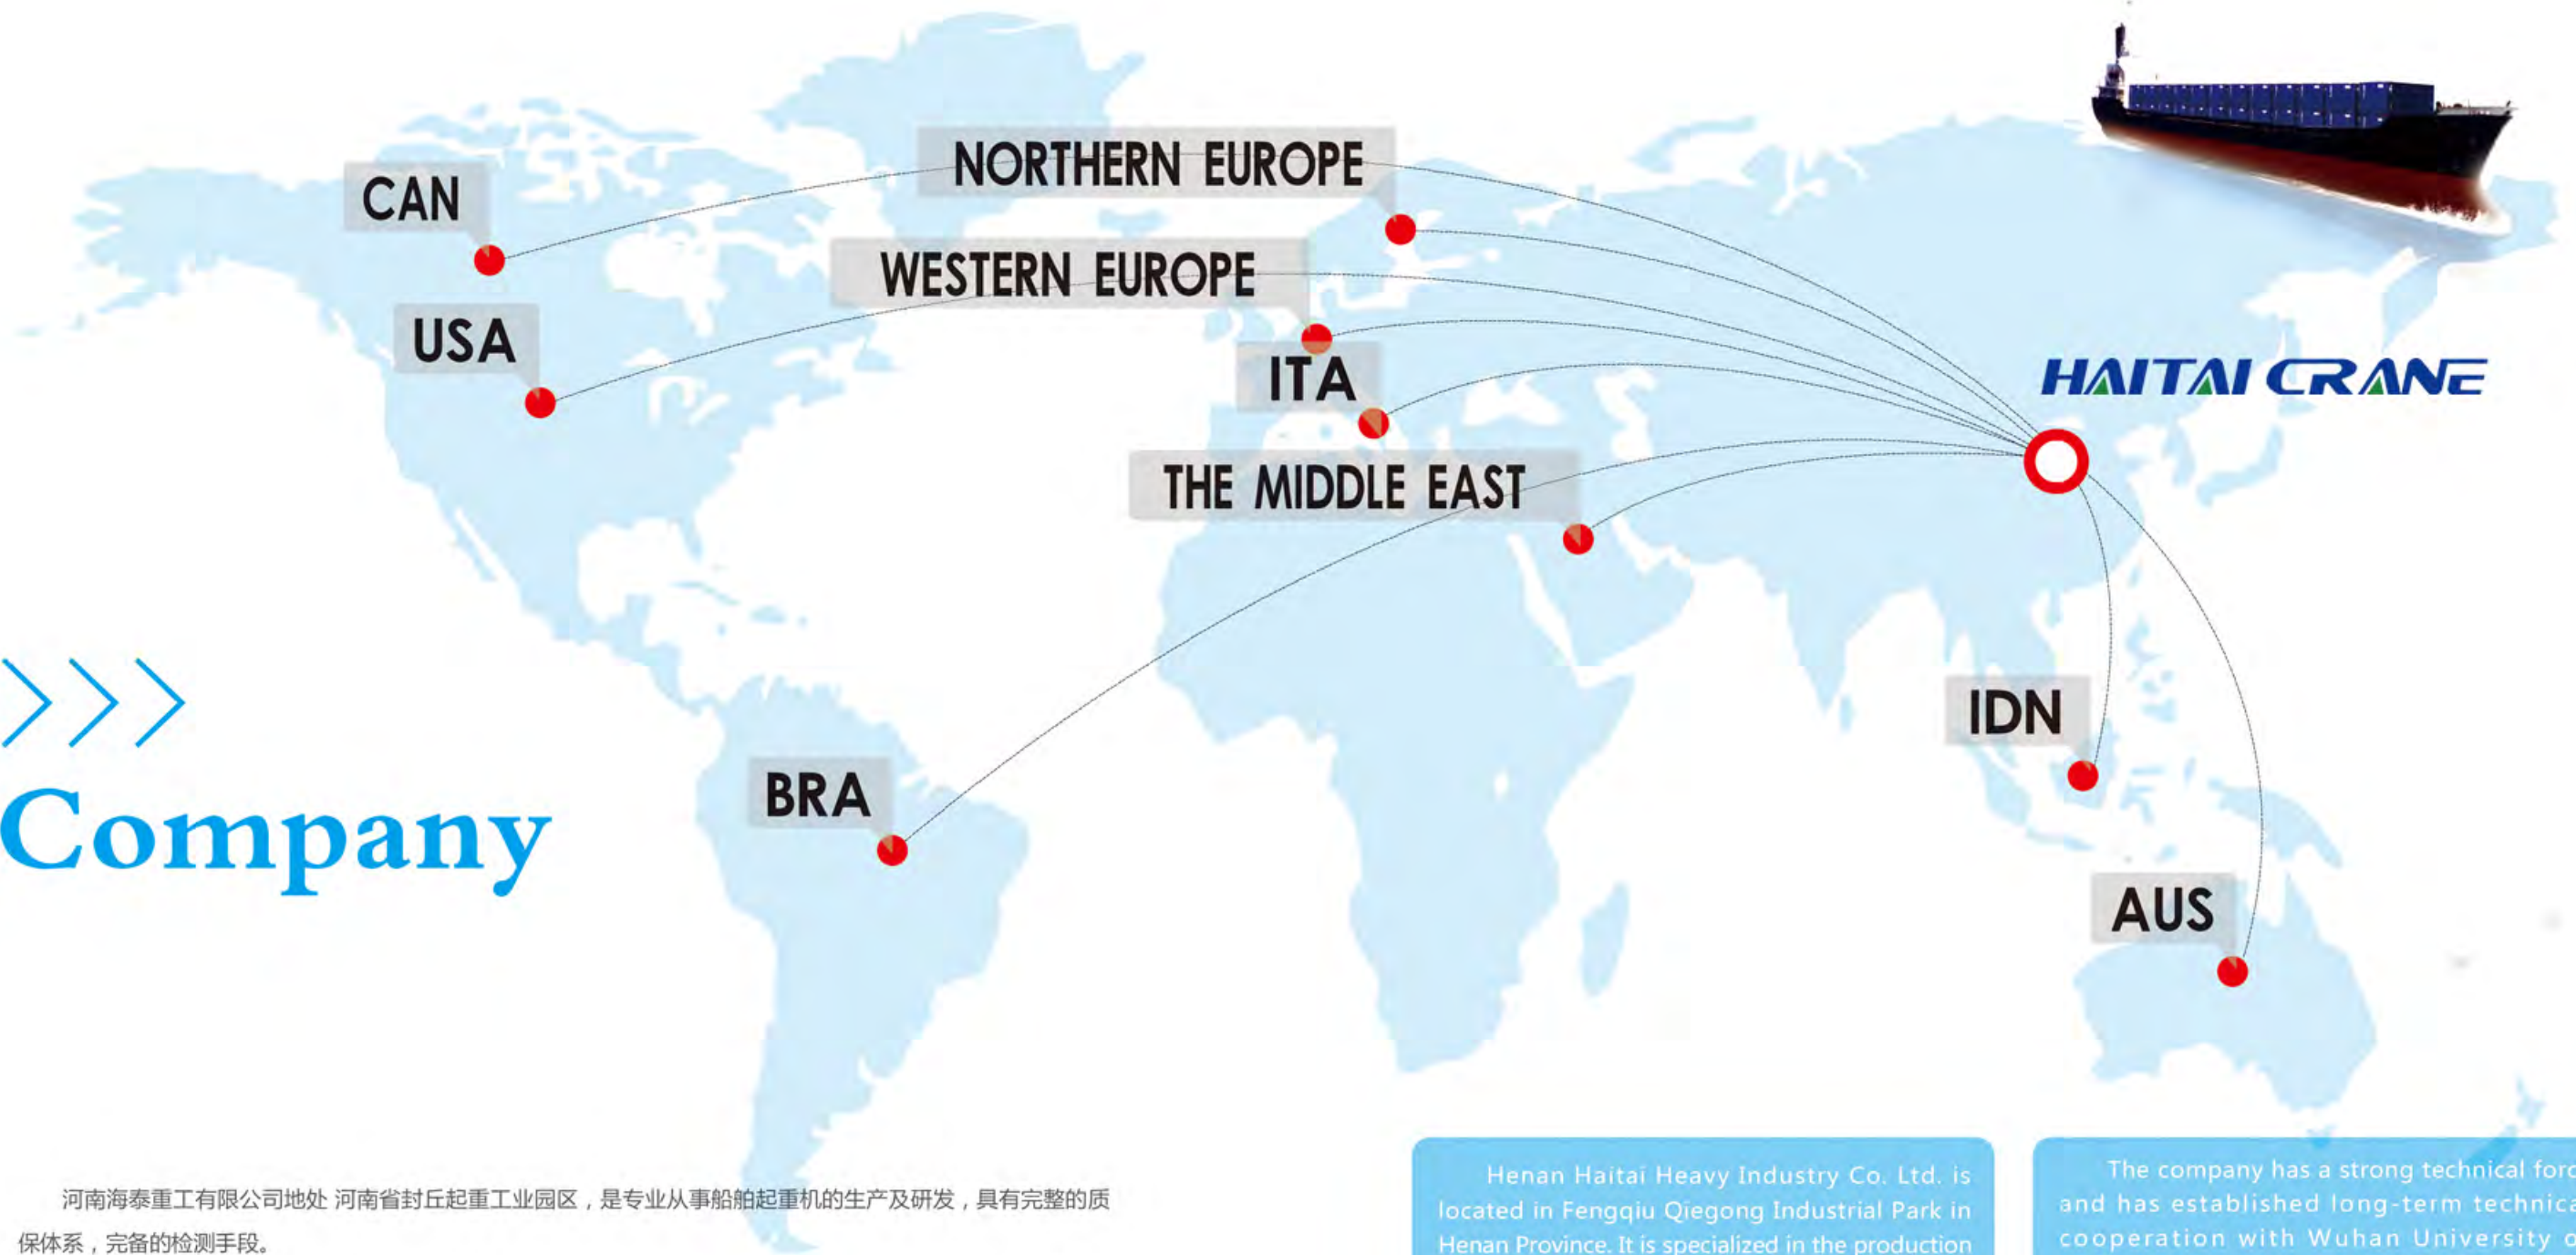 NORTHERN EUROPE
CAN
WESTERN EUROPE
USA
ITA
HAITAI CRANE
THE MIDDLE EAST
IDN
BRA
Company
AUS
河南海泰重工有限公司地处 河南省封丘起重工业园区，是专业从事船舶起重机的生产及研发，具有完整的质
保体系，完备的检测手段。
Henan Haitai Heavy Industry Co. Ltd. is
located in Fengqiu Qiegong Industrial Park in
Henan Province. It is specialized in the production
The company has a strong technical forc
and has established long-term technica
cooperation with Wuhan University